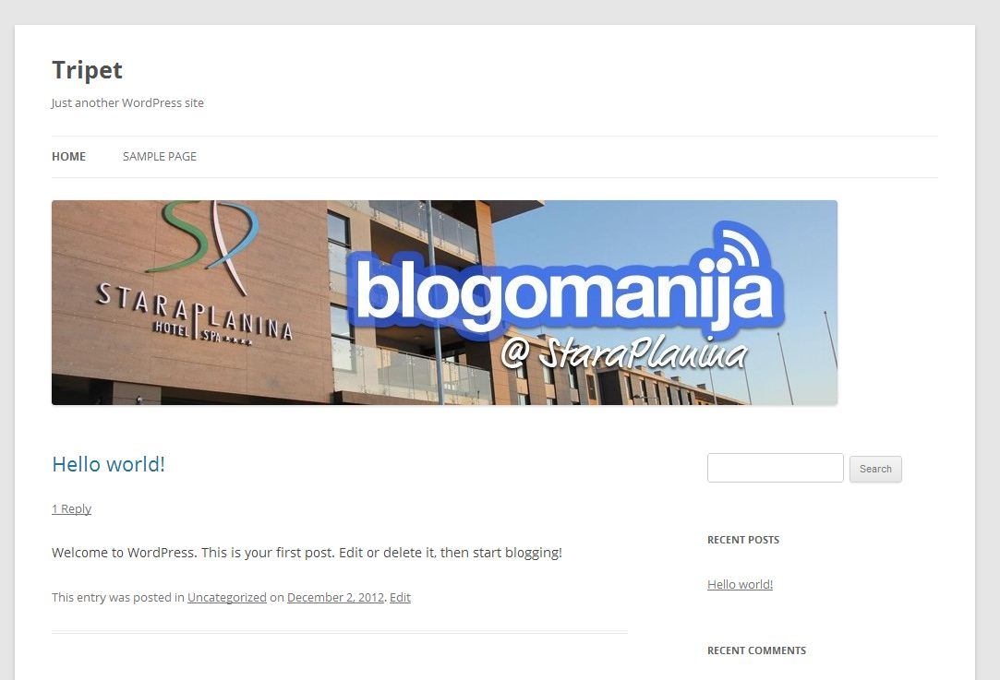 Tripet
Just another WordPress site
HOME SAMPLE PAGE
SP
STARAPLANINA
HOTEL SPA ****
blogomanija
@ StaraPlanina
Hello world!
1 Reply
Welcome to WordPress. This is your first post. Edit or delete it, then start blogging!
This entry was posted in Uncategorized on December 2, 2012. Edit
Search
RECENT POSTS
Hello world!
RECENT COMMENTS